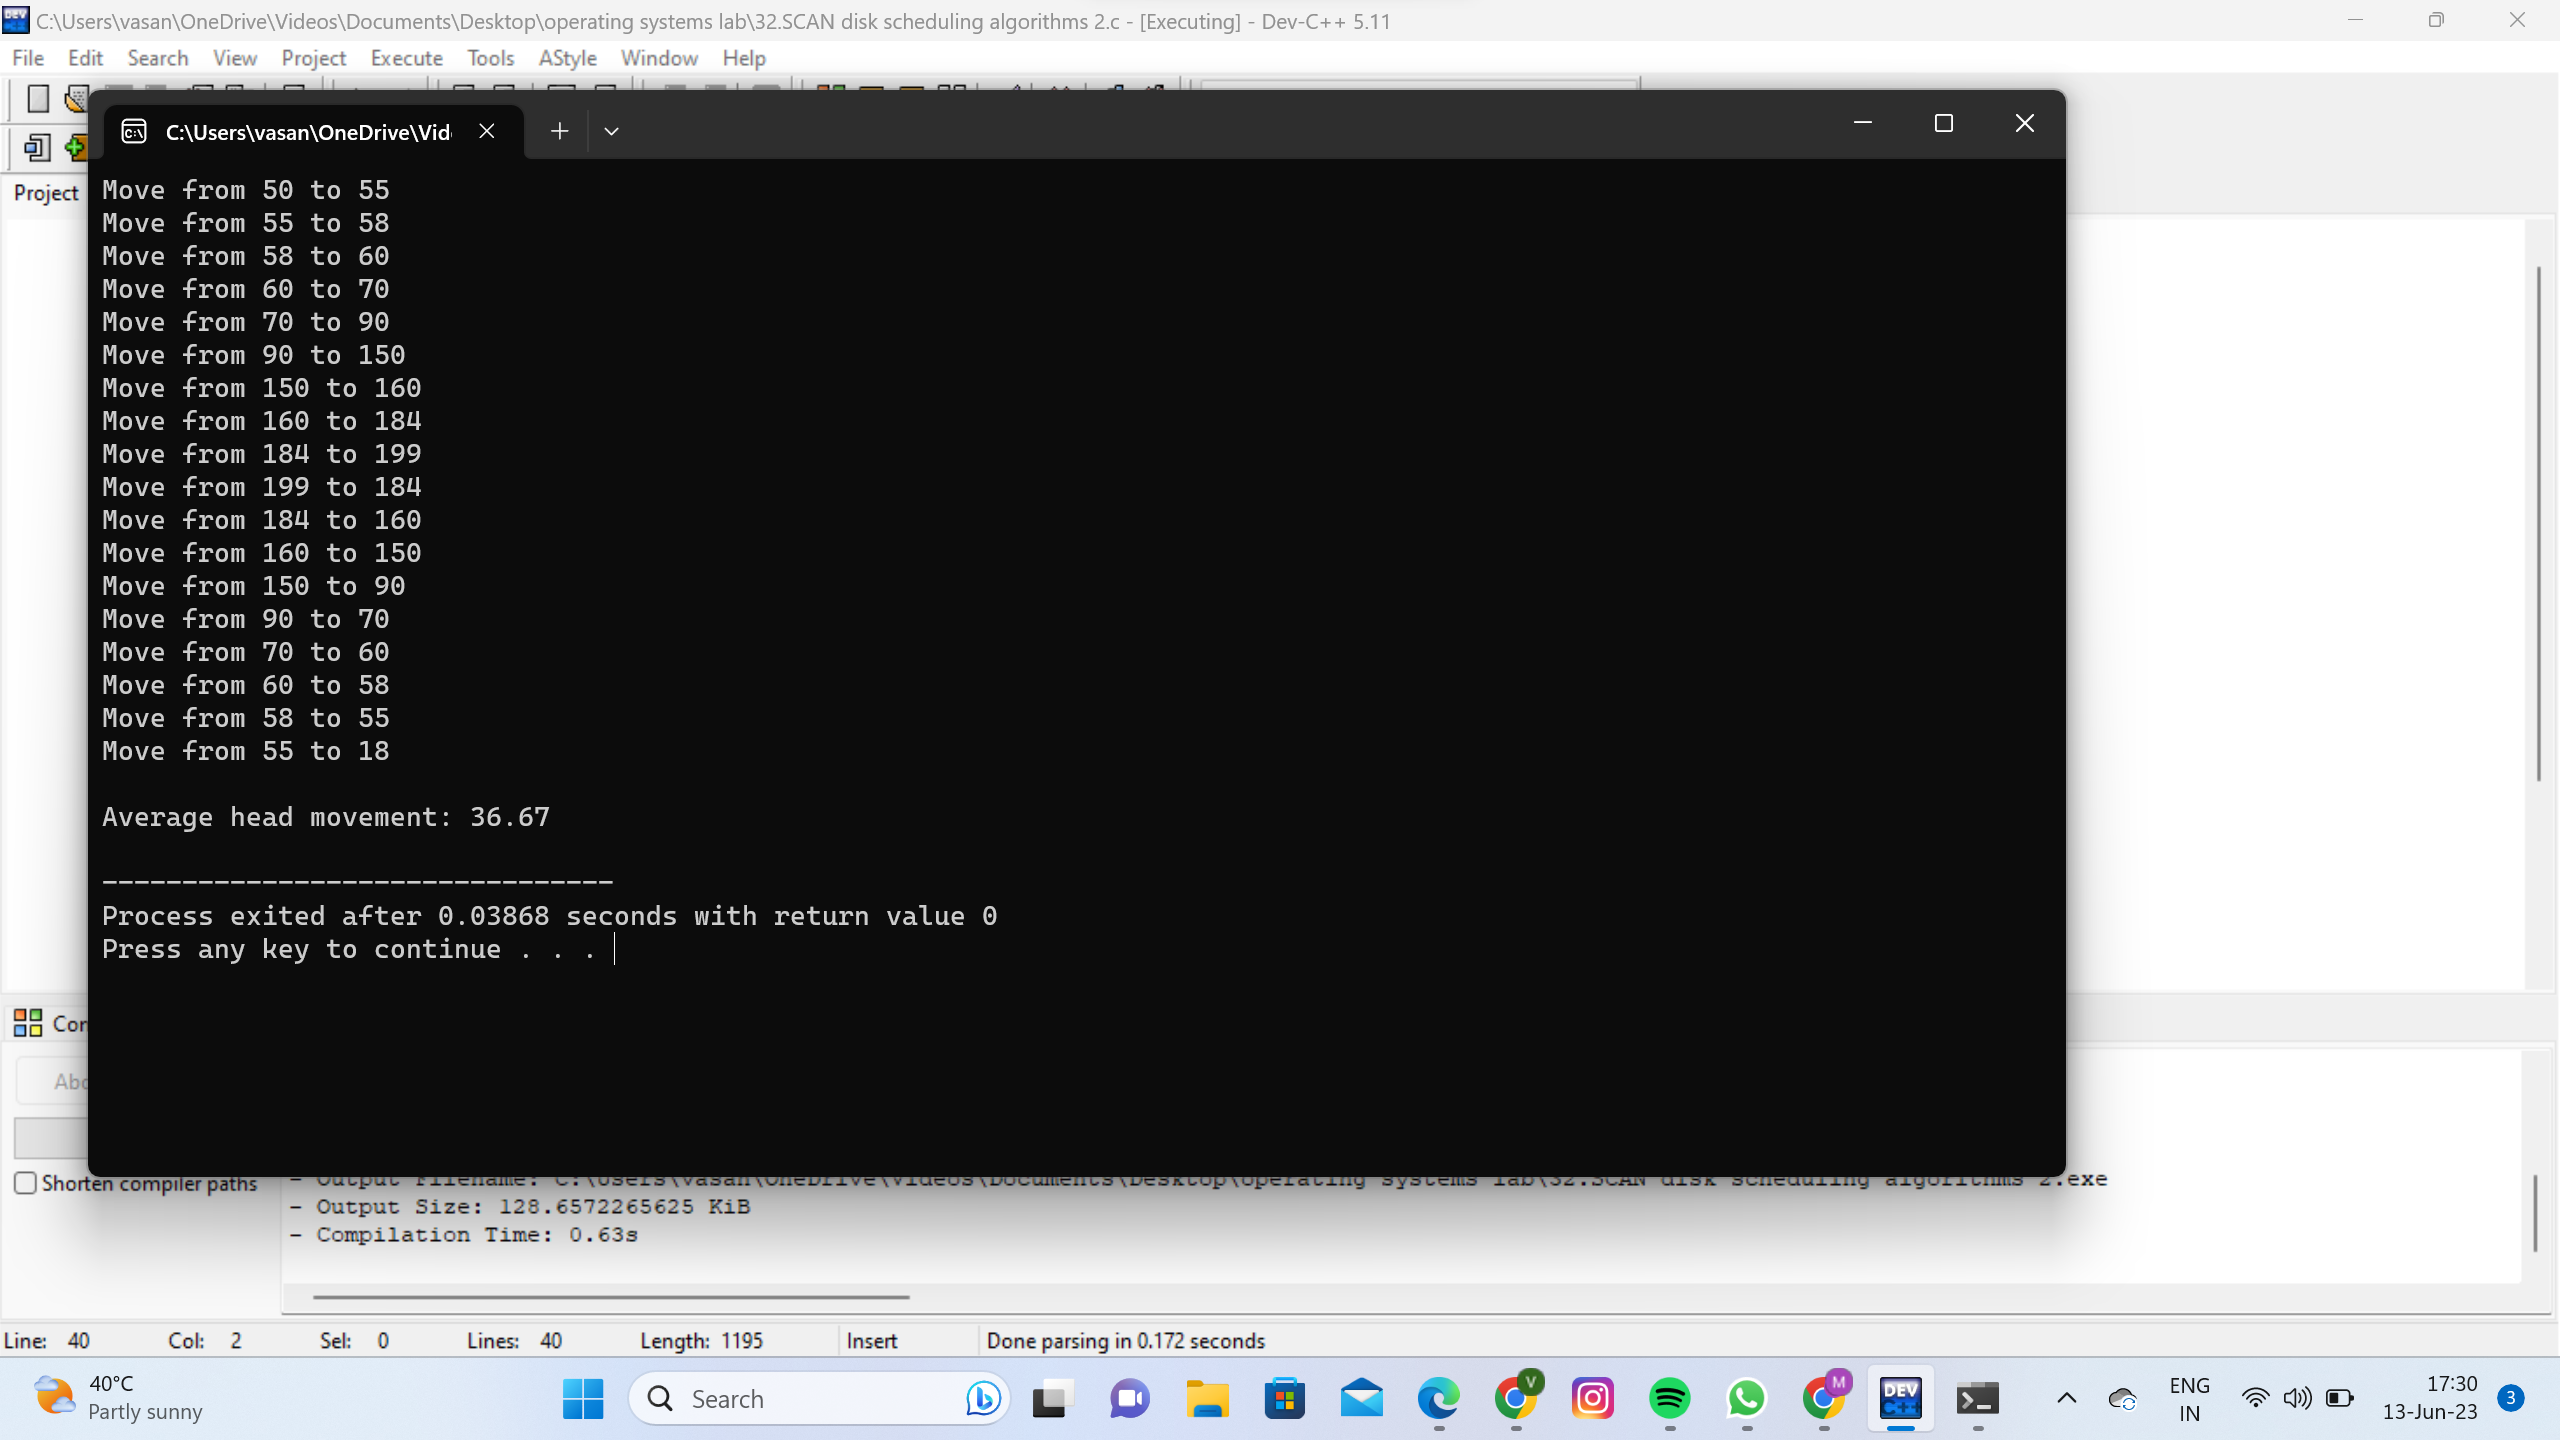 C:\Users\vasan\OneDrive\Videos\Documents\Desktop\operating systems lab\32.SCAN disk scheduling algorithms 2.c - [Executing] - Dev-C++ 5.11
File Edit Search View Project Execute Tools AStyle Window Help
C:\Users\vasan\OneDrive\Vid
Project
Move from 50 to 55
Move from 55 to 58
Move from 58 to 60
Move from 60 to 70
Move from 70 to 90
Move from 90 to 150
Move from 150 to 160
Move from 160 to 184
Move from 184 to 199
Move from 199 to 184
Move from 184 to 160
Move from 160 to 150
Move from 150 to 90
Move from 90 to 70
Move from 70 to 60
Move from 60 to 58
Move from 58 to 55
Move from 55 to 18
Average head movement: 36.67
--------------------------------
Process exited after 0.03868 seconds with return value 0
Press any key to continue . . .
Shorten compiler paths
- Output Filename: C:\Users\vasan\OneDrive\Videos\Documents\Desktop\operating systems lab\32.SCAN disk scheduling algorithms 2.exe
- Output Size: 128.6572265625 KiB
- Compilation Time: 0.63s
Line: 40 Col: 2 Sel: 0 Lines: 40 Length: 1195 Insert Done parsing in 0.172 seconds
40°C
Partly sunny
Search
V
M
DEV C++
ENG
IN
17:30
13-Jun-23
3